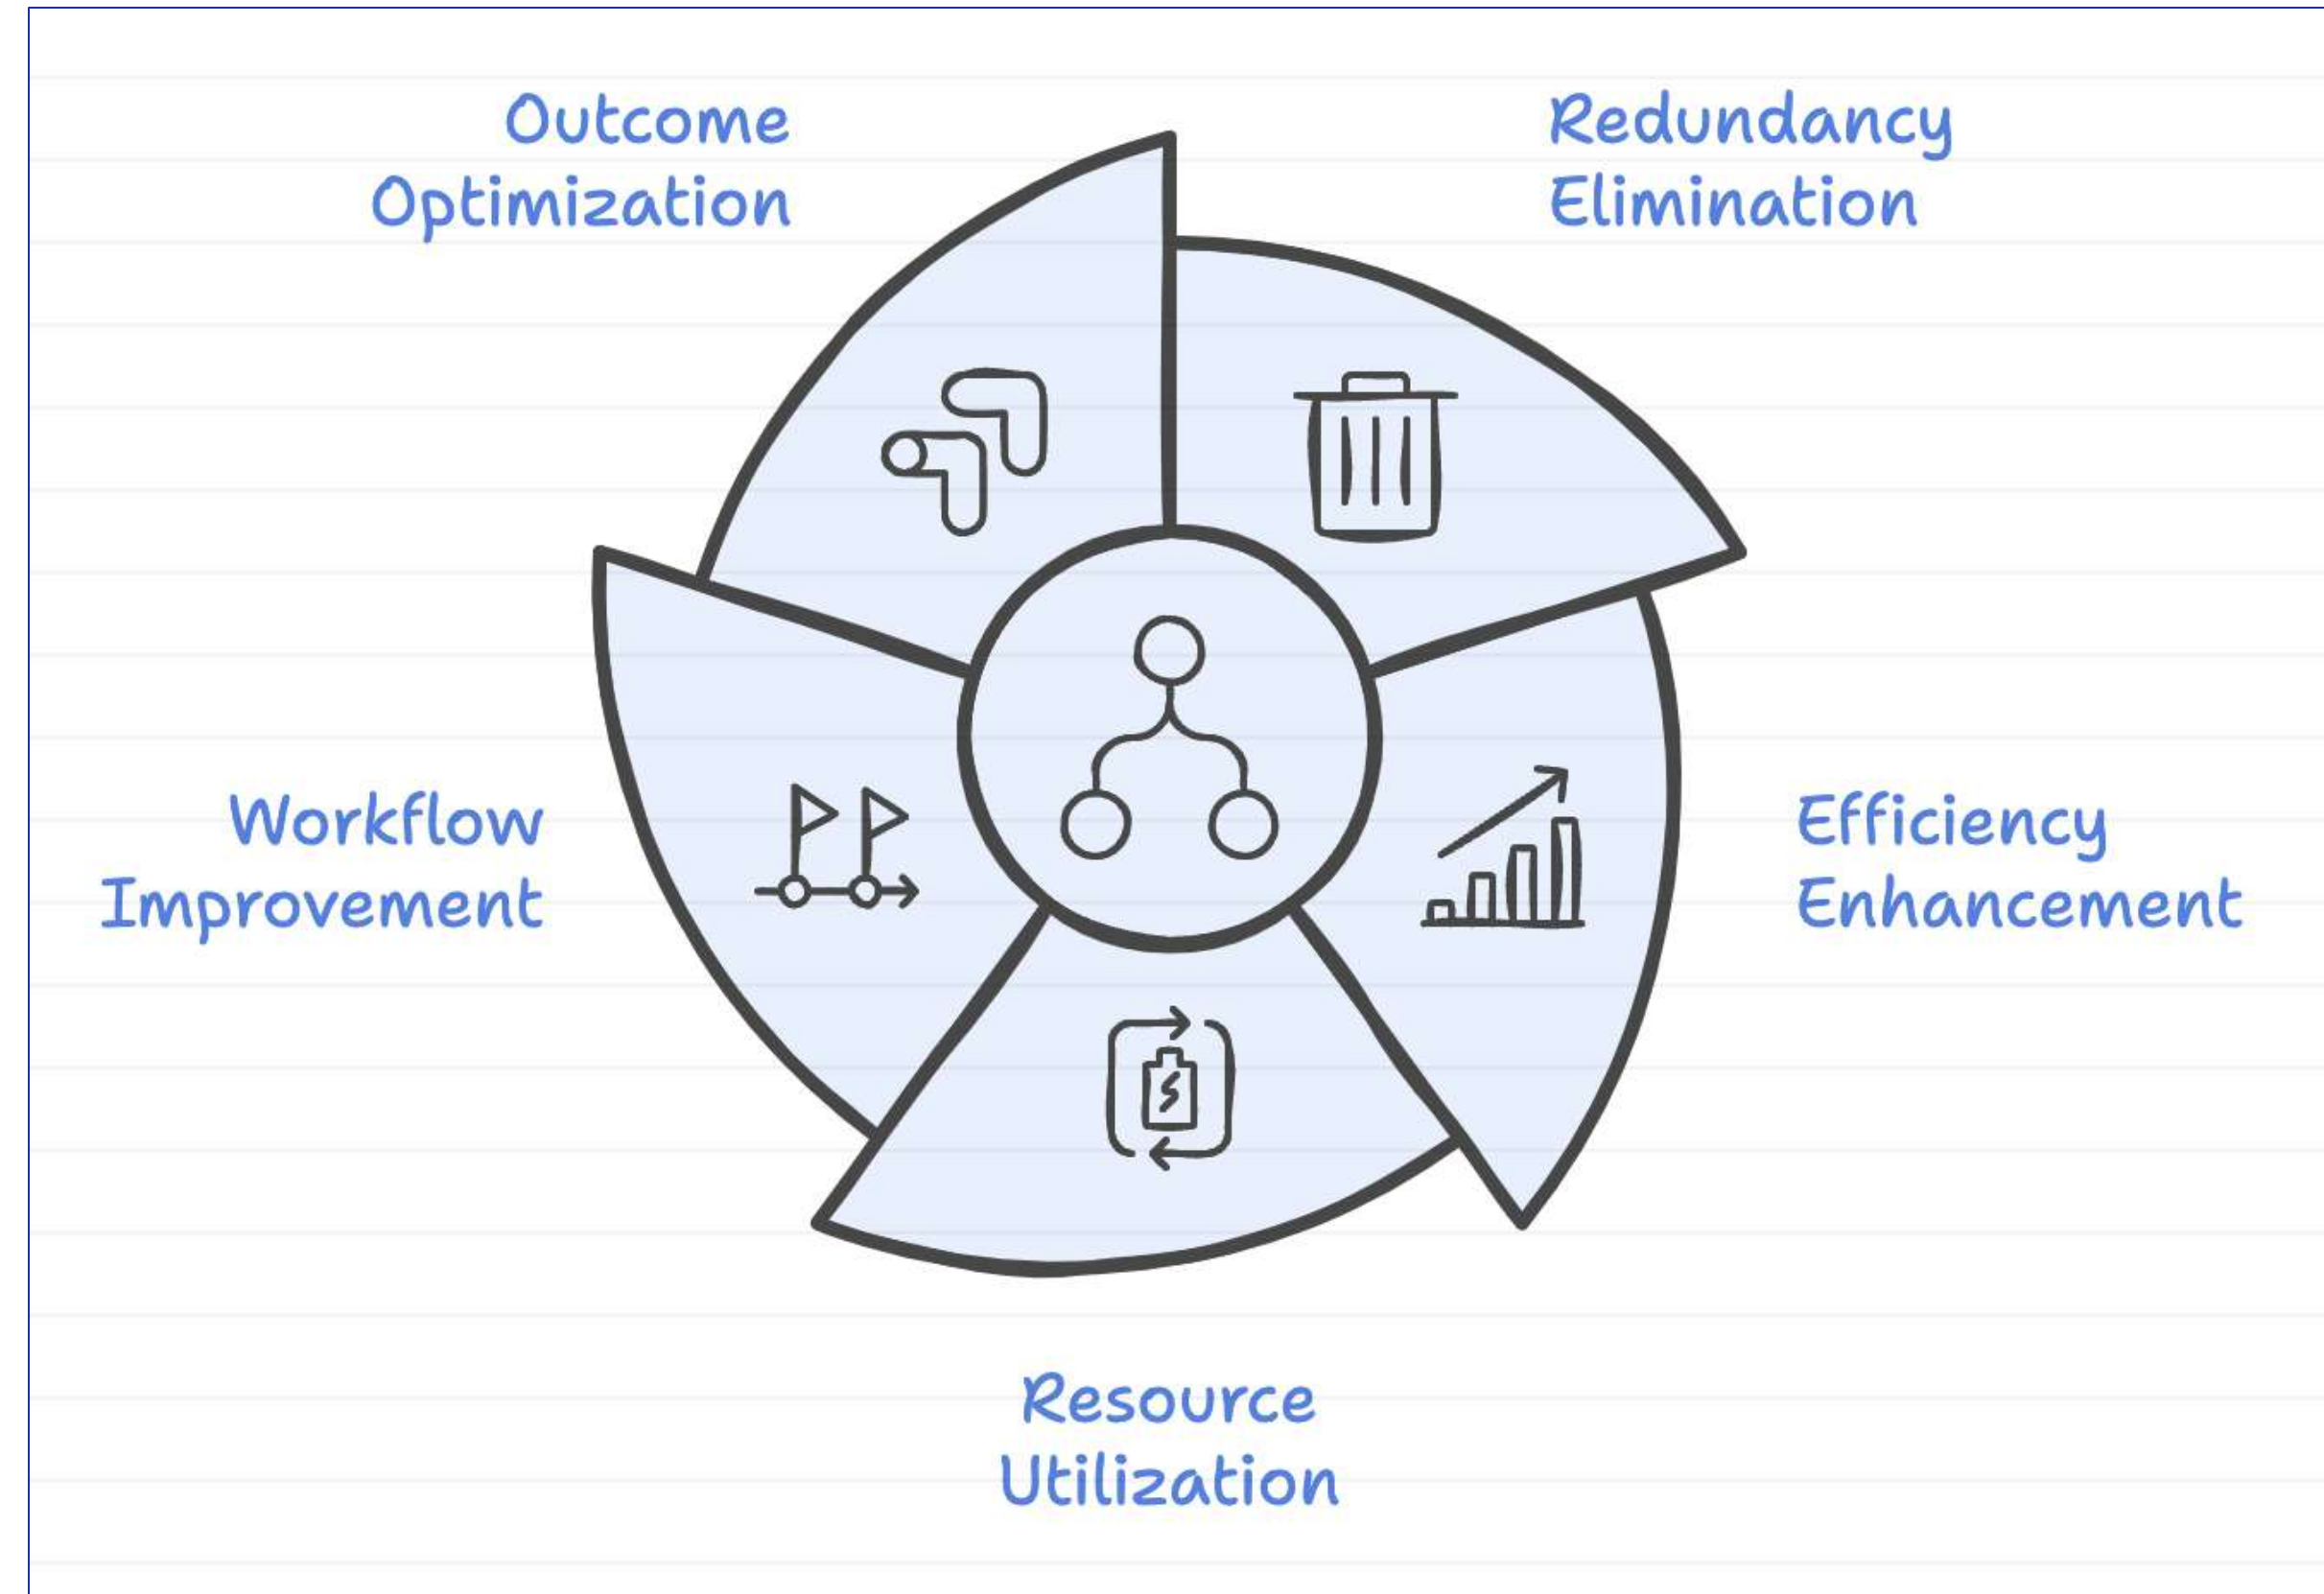 Outcome
Optimization
Redundancy
Elimination
Workflow
Improvement
Efficiency
Enhancement
Resource
Utilization